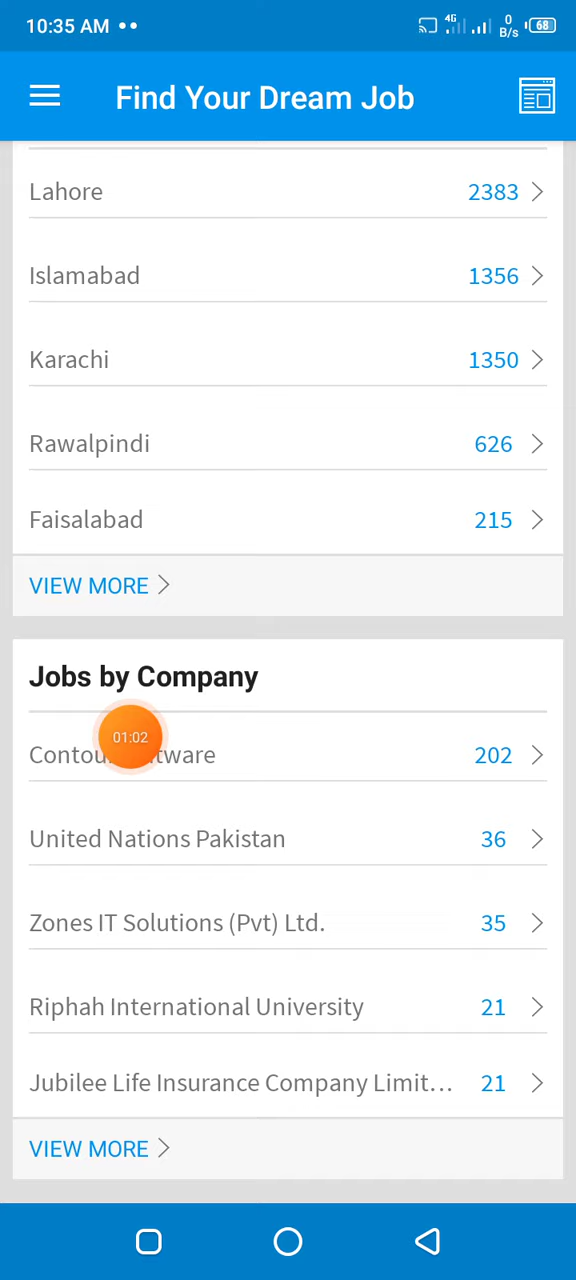 10:35 AM
4G
0
B/s
68
Find Your Dream Job
Lahore 2383
Islamabad 1356
Karachi 1350
Rawalpindi 626
Faisalabad 215
VIEW MORE
Jobs by Company
01:02
202
United Nations Pakistan 36
Zones IT Solutions (Pvt) Ltd. 35
Riphah International University 21
Jubilee Life Insurance Company Limit... 21
VIEW MORE